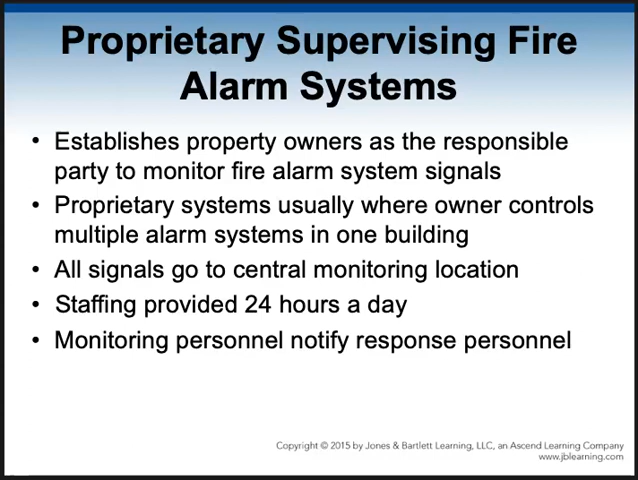 Proprietary Supervising Fire
Alarm Systems
• Establishes property owners as the responsible
party to monitor fire alarm system signals
• Proprietary systems usually where owner controls
multiple alarm systems in one building
• All signals go to central monitoring location
• Staffing provided 24 hours a day
• Monitoring personnel notify response personnel
Copyright © 2015 by Jones & Bartlett Learning, LLC, an Ascend Learning Company
www.jblearning.com